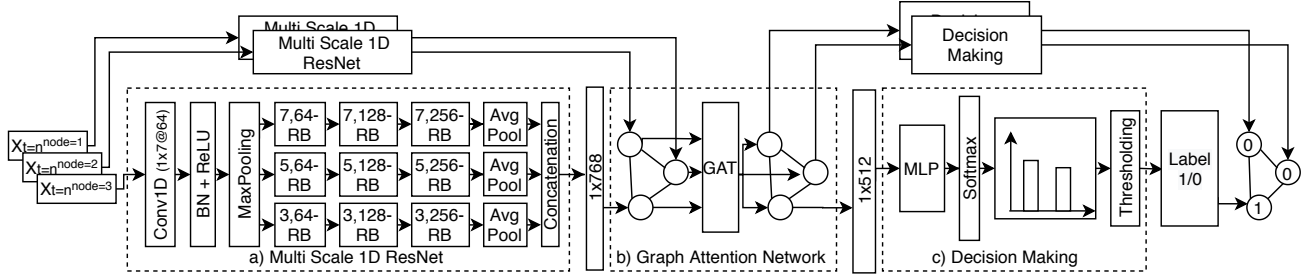 Multi Scale 1D
Multi Scale 1D
ResNet
Decision
Making
X t=n node=1
X t=n node=2
X t=n node=3
Conv1D (1x7@64)
BN + ReLU
MaxPooling
7,64-
RB
7,128-
RB
7,256-
RB
Avg
Pool
5,64-
RB
5,128-
RB
5,256-
RB
Avg
Pool
3,64-
RB
3,128-
RB
3,256-
RB
Avg
Pool
Concatenation
a) Multi Scale 1D ResNet
1x768
GAT
b) Graph Attention Network
1x512
MLP
Softmax
Thresholding
c) Decision Making
Label
1/0
0
0
1